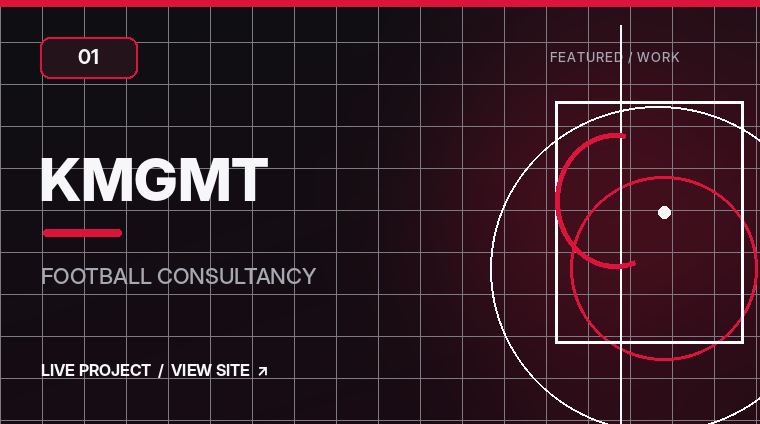 01
FEATURED / WORK
KMGMT
FOOTBALL CONSULTANCY
LIVE PROJECT / VIEW SITE ↗